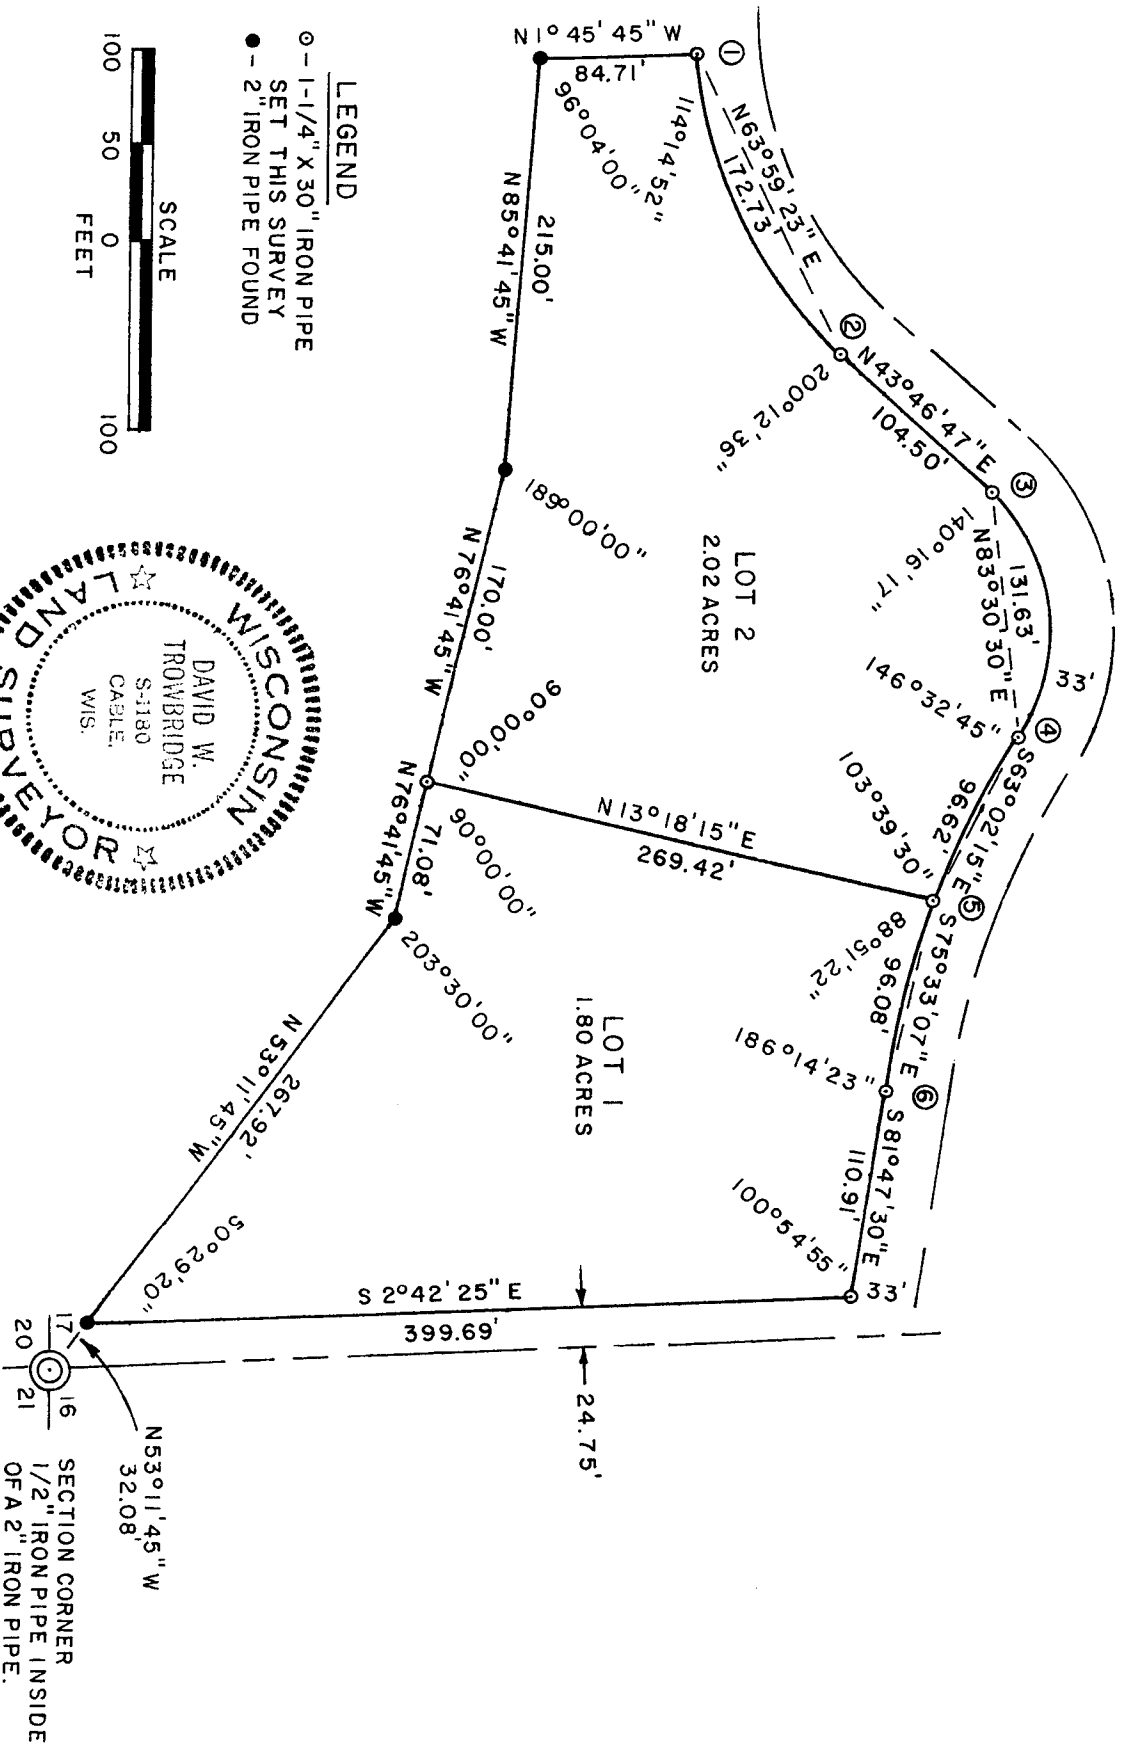 ①
N 1° 45' 45" W
84.71'
96°04'00"
114°14'52"
N63°59'23" E
172.73'
②
N43°46'47" E
104.50'
200°12'36"
③
140°16'17"
131.63'
N83°30'30" E
33'
④
146°32'45"
S63°02'15" E
96.62'
103°39'30"
⑤
S75°33'07" E
96.08'
88°51'22"
⑥
186°14'23"
S 81°47'30" E
110.91'
100°54'55"
33'
215.00'
N 85°41'45" W
189°00'00"
170.00'
N 76°41'45" W
90°00'00"
90°00'00"
N 13°18'15" E
269.42'
LOT 2
2.02 ACRES
71.08'
N76°41'45" W
203°30'00"
LOT 1
1.80 ACRES
267.92'
N 53°11'45" W
50°29'20"
S 2°42'25" E
399.69'
24.75'
N53°11'45" W
32.08'
17
16
20
21
SECTION CORNER
1/2" IRON PIPE INSIDE
OF A 2" IRON PIPE.
LEGEND
⊙ - 1-1/4" X 30" IRON PIPE
SET THIS SURVEY
● - 2" IRON PIPE FOUND
SCALE
100 50 0 100
FEET
WISCONSIN
DAVID W.
TROWBRIDGE
S-1180
CABLE,
WIS.
LAND SURVEYOR